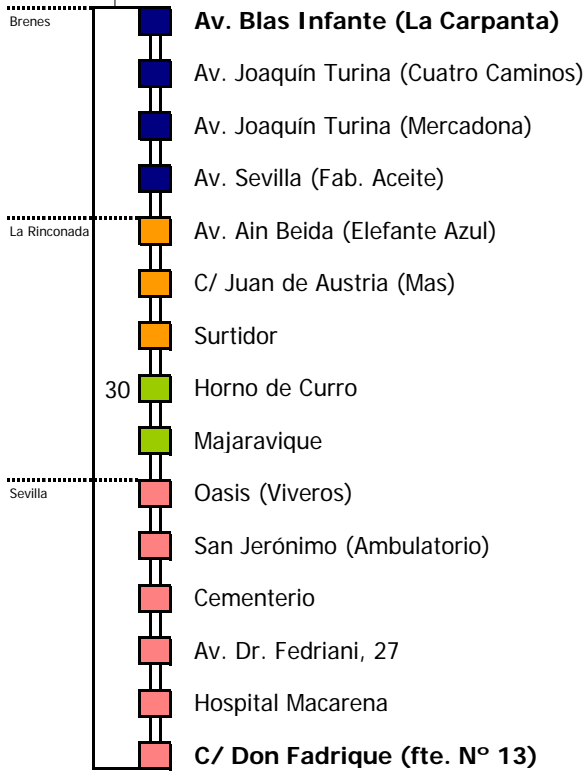 Brenes
Av. Blas Infante (La Carpanta)
Av. Joaquín Turina (Cuatro Caminos)
Av. Joaquín Turina (Mercadona)
Av. Sevilla (Fab. Aceite)
La Rinconada
Av. Ain Beida (Elefante Azul)
C/ Juan de Austria (Mas)
Surtidor
30
Horno de Curro
Majaravique
Sevilla
Oasis (Viveros)
San Jerónimo (Ambulatorio)
Cementerio
Av. Dr. Fedriani, 27
Hospital Macarena
C/ Don Fadrique (fte. Nº 13)